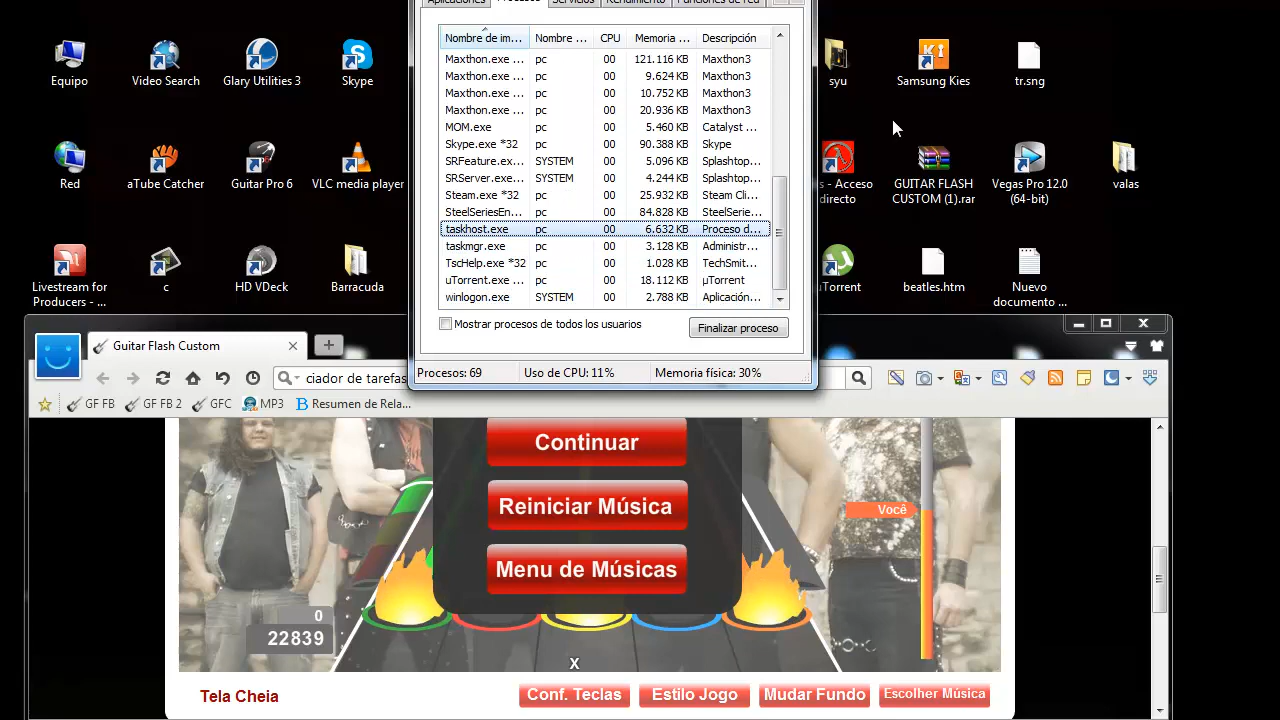 Aplicaciones Procesos Servicios Rendimiento Funciones de red
Nombre de im... Nombre ... CPU Memoria ... Descripción
Maxthon.exe ... pc 00 121.116 KB Maxthon3
Maxthon.exe ... pc 00 9.624 KB Maxthon3
Maxthon.exe ... pc 00 10.752 KB Maxthon3
Maxthon.exe ... pc 00 20.936 KB Maxthon3
MOM.exe pc 00 5.460 KB Catalyst ...
Skype.exe *32 pc 00 90.388 KB Skype
SRFeature.ex... SYSTEM 00 5.096 KB Splashtop...
SRServer.exe... SYSTEM 00 4.244 KB Splashtop...
Steam.exe *32 pc 00 25.932 KB Steam Cli...
SteelSeriesEn... pc 00 84.828 KB SteelSerie...
taskhost.exe pc 00 6.632 KB Proceso d...
taskmgr.exe pc 00 3.128 KB Administr...
TscHelp.exe *32 pc 00 1.028 KB TechSmit...
uTorrent.exe ... pc 00 18.112 KB µTorrent
winlogon.exe SYSTEM 00 2.788 KB Aplicación...
Mostrar procesos de todos los usuarios
Finalizar proceso
Procesos: 69 Uso de CPU: 11% Memoria física: 30%
Equipo
Video Search
Glary Utilities 3
Skype
syu
Samsung Kies
tr.sng
Red
aTube Catcher
Guitar Pro 6
VLC media player
s - Acceso
directo
GUITAR FLASH
CUSTOM (1).rar
Vegas Pro 12.0
(64-bit)
valas
Livestream for
Producers - ...
c
HD VDeck
Barracuda
uTorrent
beatles.htm
Nuevo
documento ...
Guitar Flash Custom
ciador de tarefas
GF FB GF FB 2 GFC MP3 Resumen de Rela...
Continuar
Reiniciar Música
Menu de Músicas
Você
0
22839
X
Tela Cheia
Conf. Teclas
Estilo Jogo
Mudar Fundo
Escolher Música